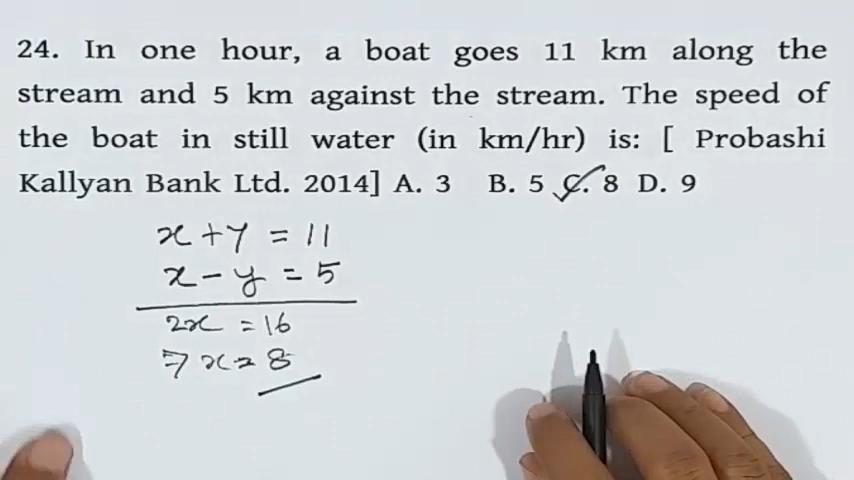 24. In one hour, a boat goes 11 km along the
stream and 5 km against the stream. The speed of
the boat in still water (in km/hr) is: [ Probashi
Kallyan Bank Ltd. 2014] A. 3 B. 5 C. 8 D. 9
x + y = 11
x - y = 5
2x = 16
⇒ x = 8